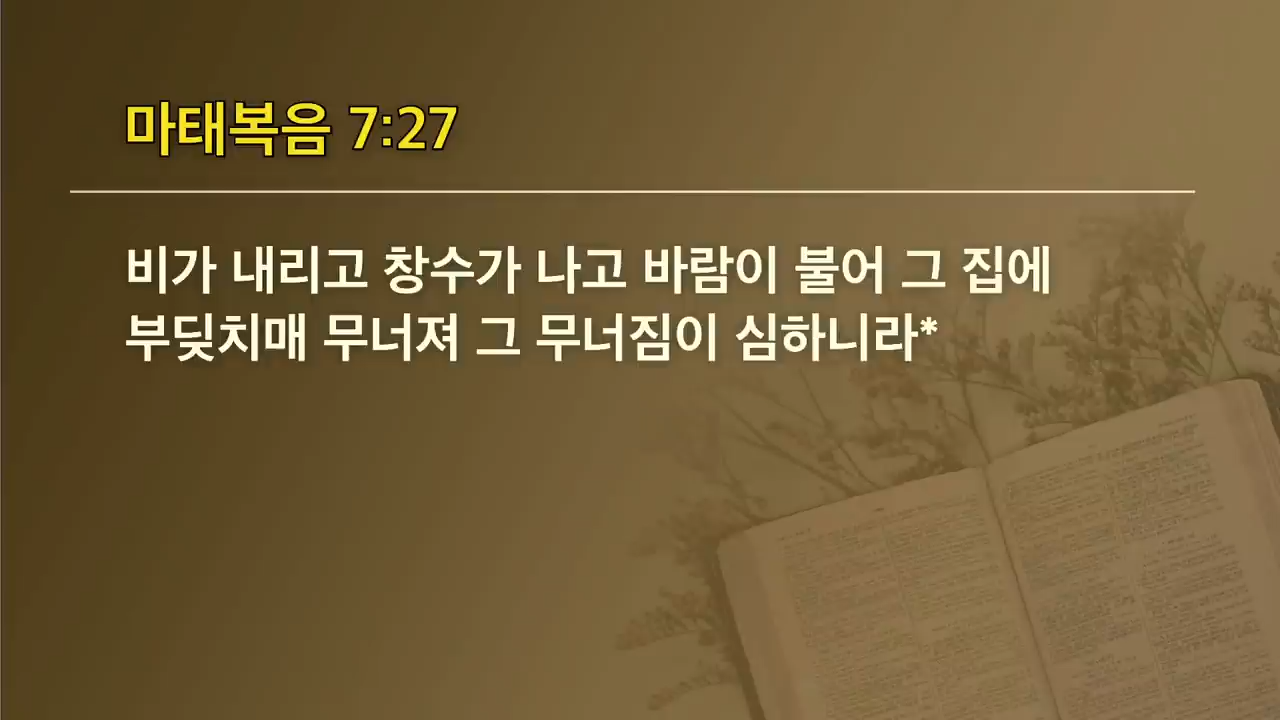 마태복음 7:27
비가 내리고 창수가 나고 바람이 불어 그 집에
부딪치매 무너져 그 무너짐이 심하니라*